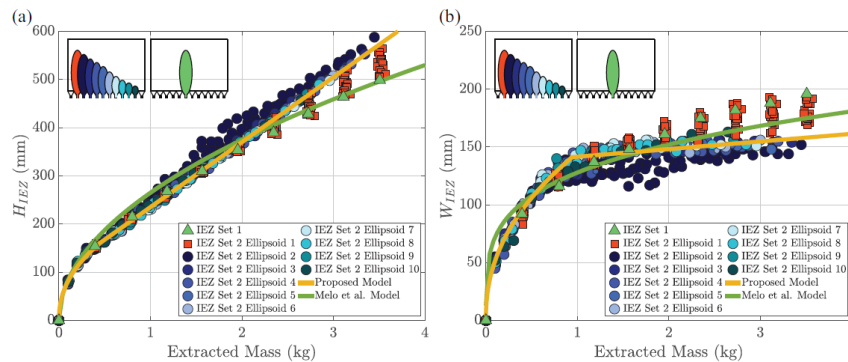 (a)
600
500
400
300
200
100
0
H_IEZ (mm)
0 1 2 3 4
Extracted Mass (kg)
IEZ Set 1
IEZ Set 2 Ellipsoid 1
IEZ Set 2 Ellipsoid 2
IEZ Set 2 Ellipsoid 3
IEZ Set 2 Ellipsoid 4
IEZ Set 2 Ellipsoid 5
IEZ Set 2 Ellipsoid 6
IEZ Set 2 Ellipsoid 7
IEZ Set 2 Ellipsoid 8
IEZ Set 2 Ellipsoid 9
IEZ Set 2 Ellipsoid 10
Proposed Model
Melo et al. Model
(b)
250
200
150
100
50
0
W_IEZ (mm)
0 1 2 3
Extracted Mass (kg)
IEZ Set 1
IEZ Set 2 Ellipsoid 1
IEZ Set 2 Ellipsoid 2
IEZ Set 2 Ellipsoid 3
IEZ Set 2 Ellipsoid 4
IEZ Set 2 Ellipsoid 5
IEZ Set 2 Ellipsoid 6
IEZ Set 2 Ellipsoid 7
IEZ Set 2 Ellipsoid 8
IEZ Set 2 Ellipsoid 9
IEZ Set 2 Ellipsoid 10
Proposed Model
Melo et al. Model